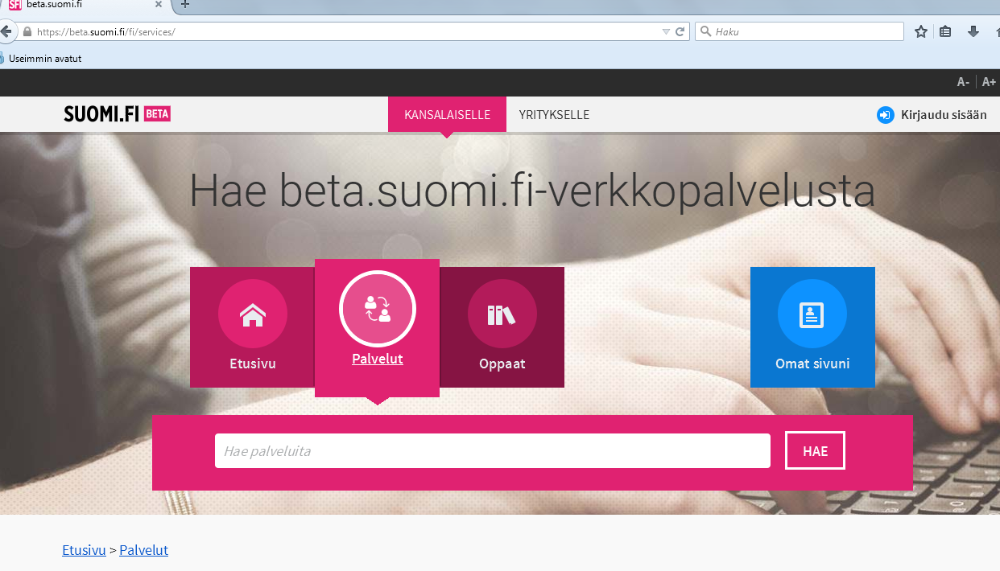 beta.suomi.fi
https://beta.suomi.fi/fi/services/
Haku
Useimmin avatut
A- A+
SUOMI.FI BETA
KANSALAISELLE
YRITYKSELLE
Kirjaudu sisään
Hae beta.suomi.fi-verkkopalvelusta
Etusivu
Palvelut
Oppaat
Omat sivuni
Hae palveluita
HAE
Etusivu > Palvelut